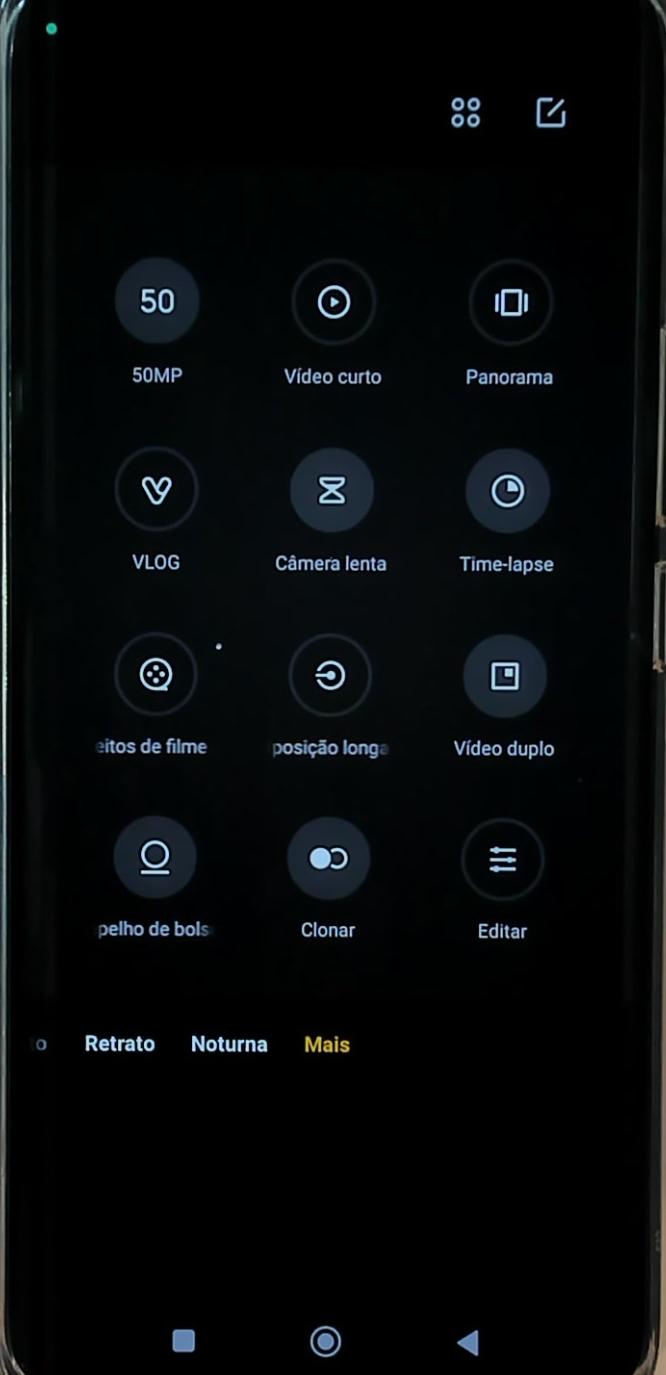 50
50MP
Vídeo curto
Panorama
VLOG
Câmera lenta
Time-lapse
eitos de filme
posição longa
Vídeo duplo
pelho de bols
Clonar
Editar
o Retrato Noturna Mais